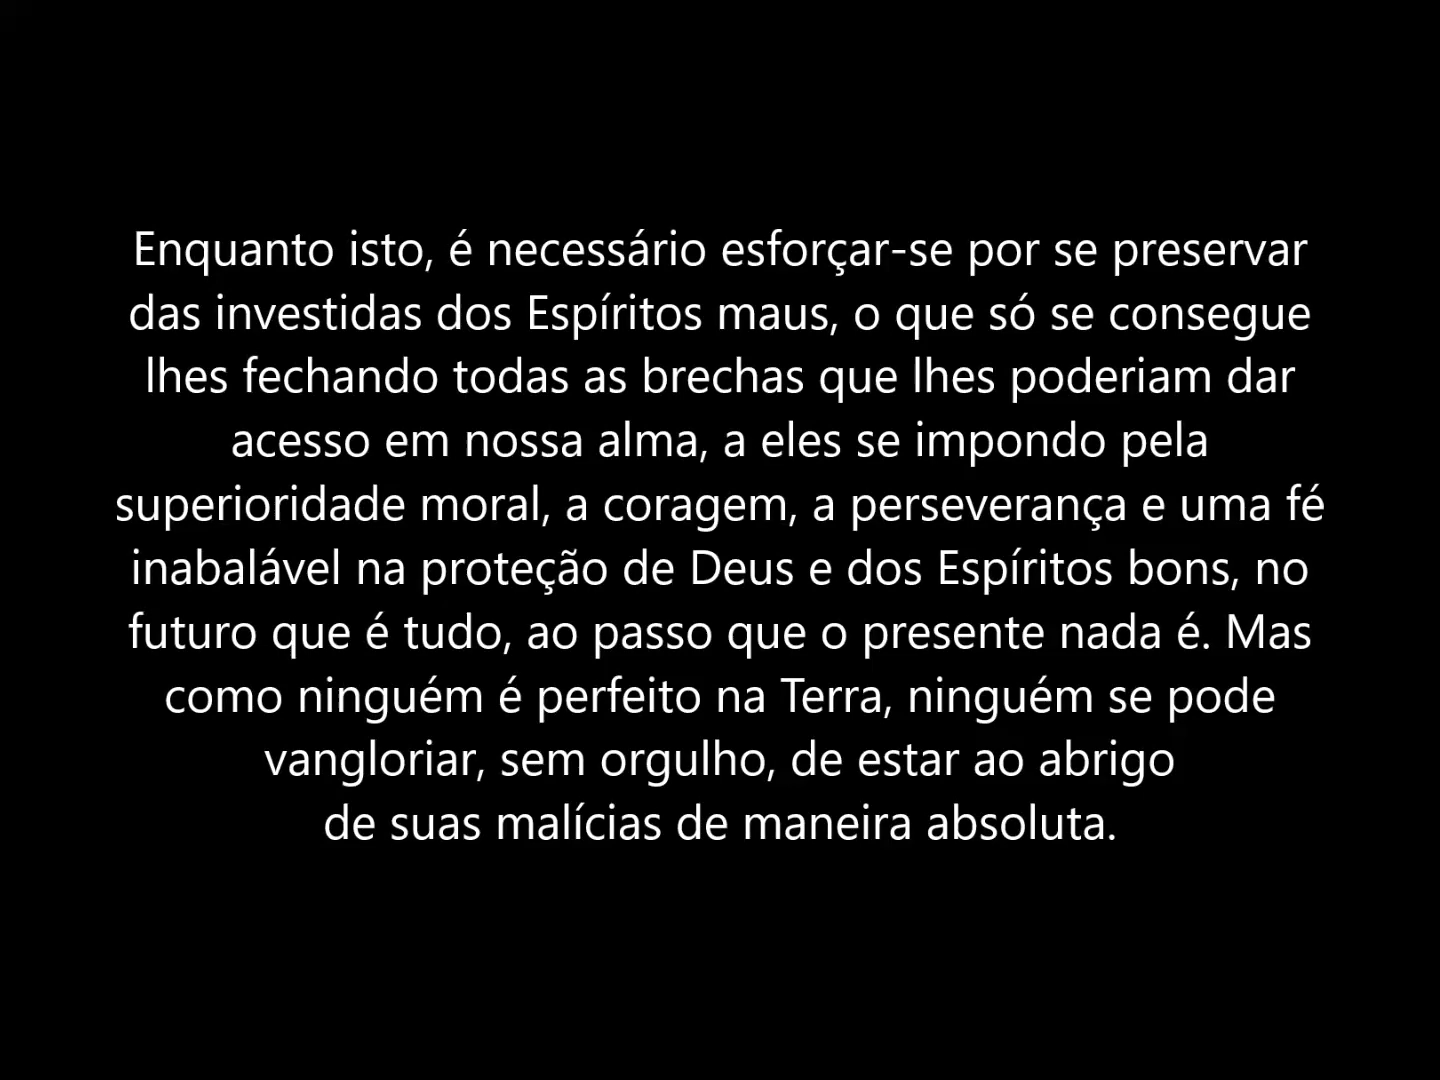 Enquanto isto, é necessário esforçar-se por se preservar
das investidas dos Espíritos maus, o que só se consegue
lhes fechando todas as brechas que lhes poderiam dar
acesso em nossa alma, a eles se impondo pela
superioridade moral, a coragem, a perseverança e uma fé
inabalável na proteção de Deus e dos Espíritos bons, no
futuro que é tudo, ao passo que o presente nada é. Mas
como ninguém é perfeito na Terra, ninguém se pode
vangloriar, sem orgulho, de estar ao abrigo
de suas malícias de maneira absoluta.